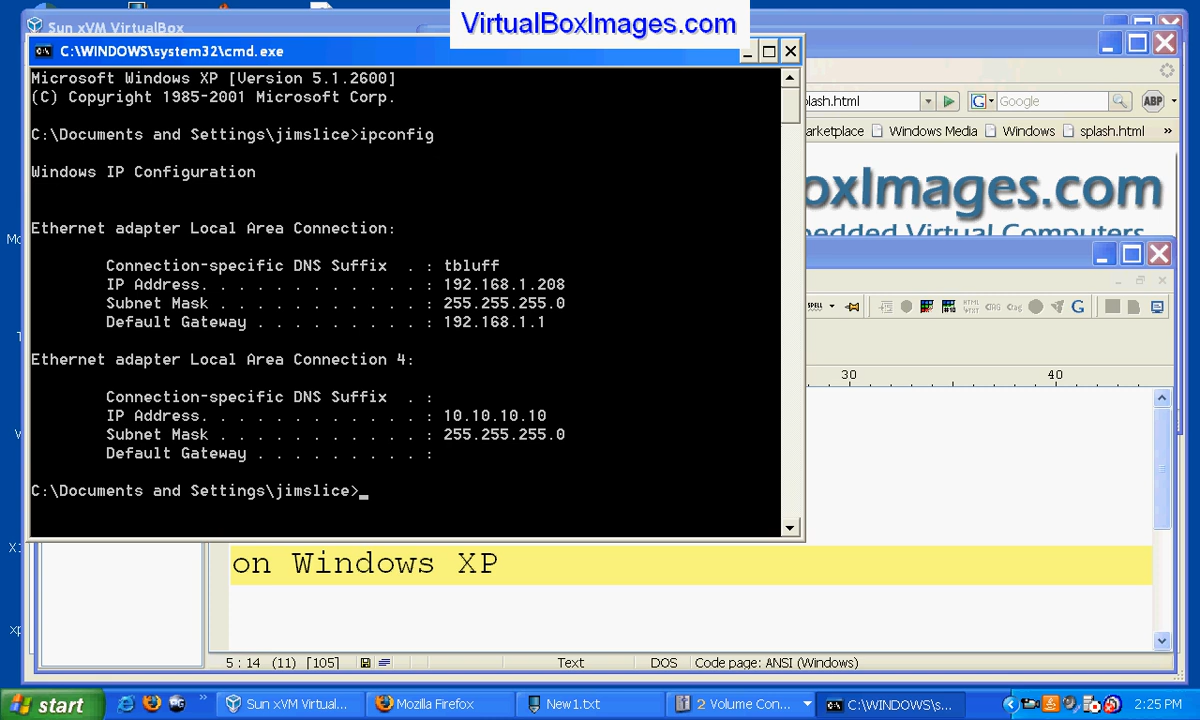 VirtualBoxImages.com
Sun xVM VirtualBox
C:\WINDOWS\system32\cmd.exe
Microsoft Windows XP [Version 5.1.2600]
(C) Copyright 1985-2001 Microsoft Corp.
C:\Documents and Settings\jimslice>ipconfig
Windows IP Configuration
Ethernet adapter Local Area Connection:
Connection-specific DNS Suffix . : tbluff
IP Address. . . . . . . . . . . . : 192.168.1.208
Subnet Mask . . . . . . . . . . . : 255.255.255.0
Default Gateway . . . . . . . . . : 192.168.1.1
Ethernet adapter Local Area Connection 4:
Connection-specific DNS Suffix . :
IP Address. . . . . . . . . . . . : 10.10.10.10
Subnet Mask . . . . . . . . . . . : 255.255.255.0
Default Gateway . . . . . . . . . :
C:\Documents and Settings\jimslice>_
plash.html
G
Google
ABP
arketplace Windows Media Windows splash.html »
oxImages.com
edded Virtual Computers
SPELL
30 40
on Windows XP
5 : 14 (11) [105] Text DOS Code page: ANSI (Windows)
start
»
Sun xVM Virtual...
Mozilla Firefox
New1.txt
2 Volume Con...
C:\WINDOWS\s...
2:25 PM